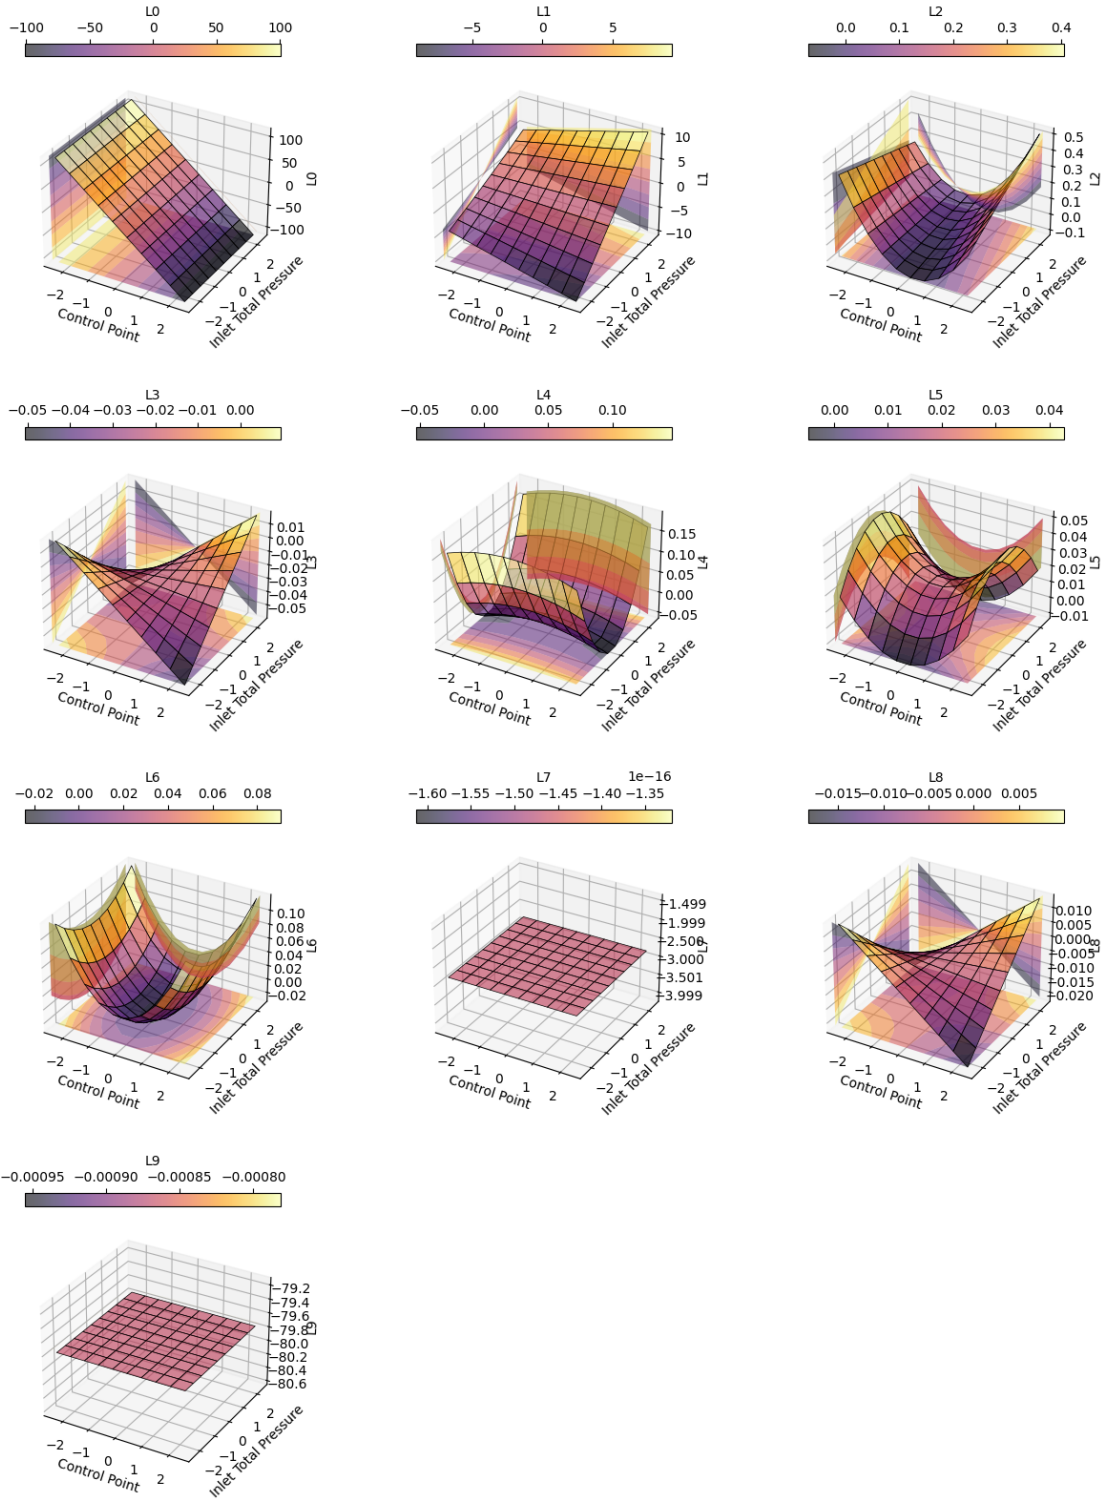 L0
−100 −50 0 50 100
100
50
0
−50
−100
L0
−2 −1 0 1 2
Control Point
−2 −1 0 1 2
Inlet Total Pressure
L1
−5 0 5
10
5
0
−5
−10
L1
−2 −1 0 1 2
Control Point
−2 −1 0 1 2
Inlet Total Pressure
L2
0.0 0.1 0.2 0.3 0.4
0.5
0.4
0.3
0.2
0.1
0.0
−0.1
L2
−2 −1 0 1 2
Control Point
−2 −1 0 1 2
Inlet Total Pressure
L3
−0.05 −0.04 −0.03 −0.02 −0.01 0.00
0.01
0.00
−0.01
−0.02
−0.03
−0.04
−0.05
L3
−2 −1 0 1 2
Control Point
−2 −1 0 1 2
Inlet Total Pressure
L4
−0.05 0.00 0.05 0.10
0.15
0.10
0.05
0.00
−0.05
L4
−2 −1 0 1 2
Control Point
−2 −1 0 1 2
Inlet Total Pressure
L5
0.00 0.01 0.02 0.03 0.04
0.05
0.04
0.03
0.02
0.01
0.00
−0.01
L5
−2 −1 0 1 2
Control Point
−2 −1 0 1 2
Inlet Total Pressure
L6
−0.02 0.00 0.02 0.04 0.06 0.08
0.10
0.08
0.06
0.04
0.02
0.00
−0.02
L6
−2 −1 0 1 2
Control Point
−2 −1 0 1 2
Inlet Total Pressure
L7
1e−16
−1.60 −1.55 −1.50 −1.45 −1.40 −1.35
−1.499
−1.999
−2.500
−3.000
−3.501
−3.999
−2 −1 0 1 2
Control Point
−2 −1 0 1 2
Inlet Total Pressure
L8
−0.015 −0.010 −0.005 0.000 0.005
0.010
0.005
0.000
−0.005
−0.010
−0.015
−0.020
L8
−2 −1 0 1 2
Control Point
−2 −1 0 1 2
Inlet Total Pressure
L9
−0.00095 −0.00090 −0.00085 −0.00080
−79.2
−79.4
−79.6
−79.8
−80.0
−80.2
−80.4
−80.6
L9
−2 −1 0 1 2
Control Point
−2 −1 0 1 2
Inlet Total Pressure